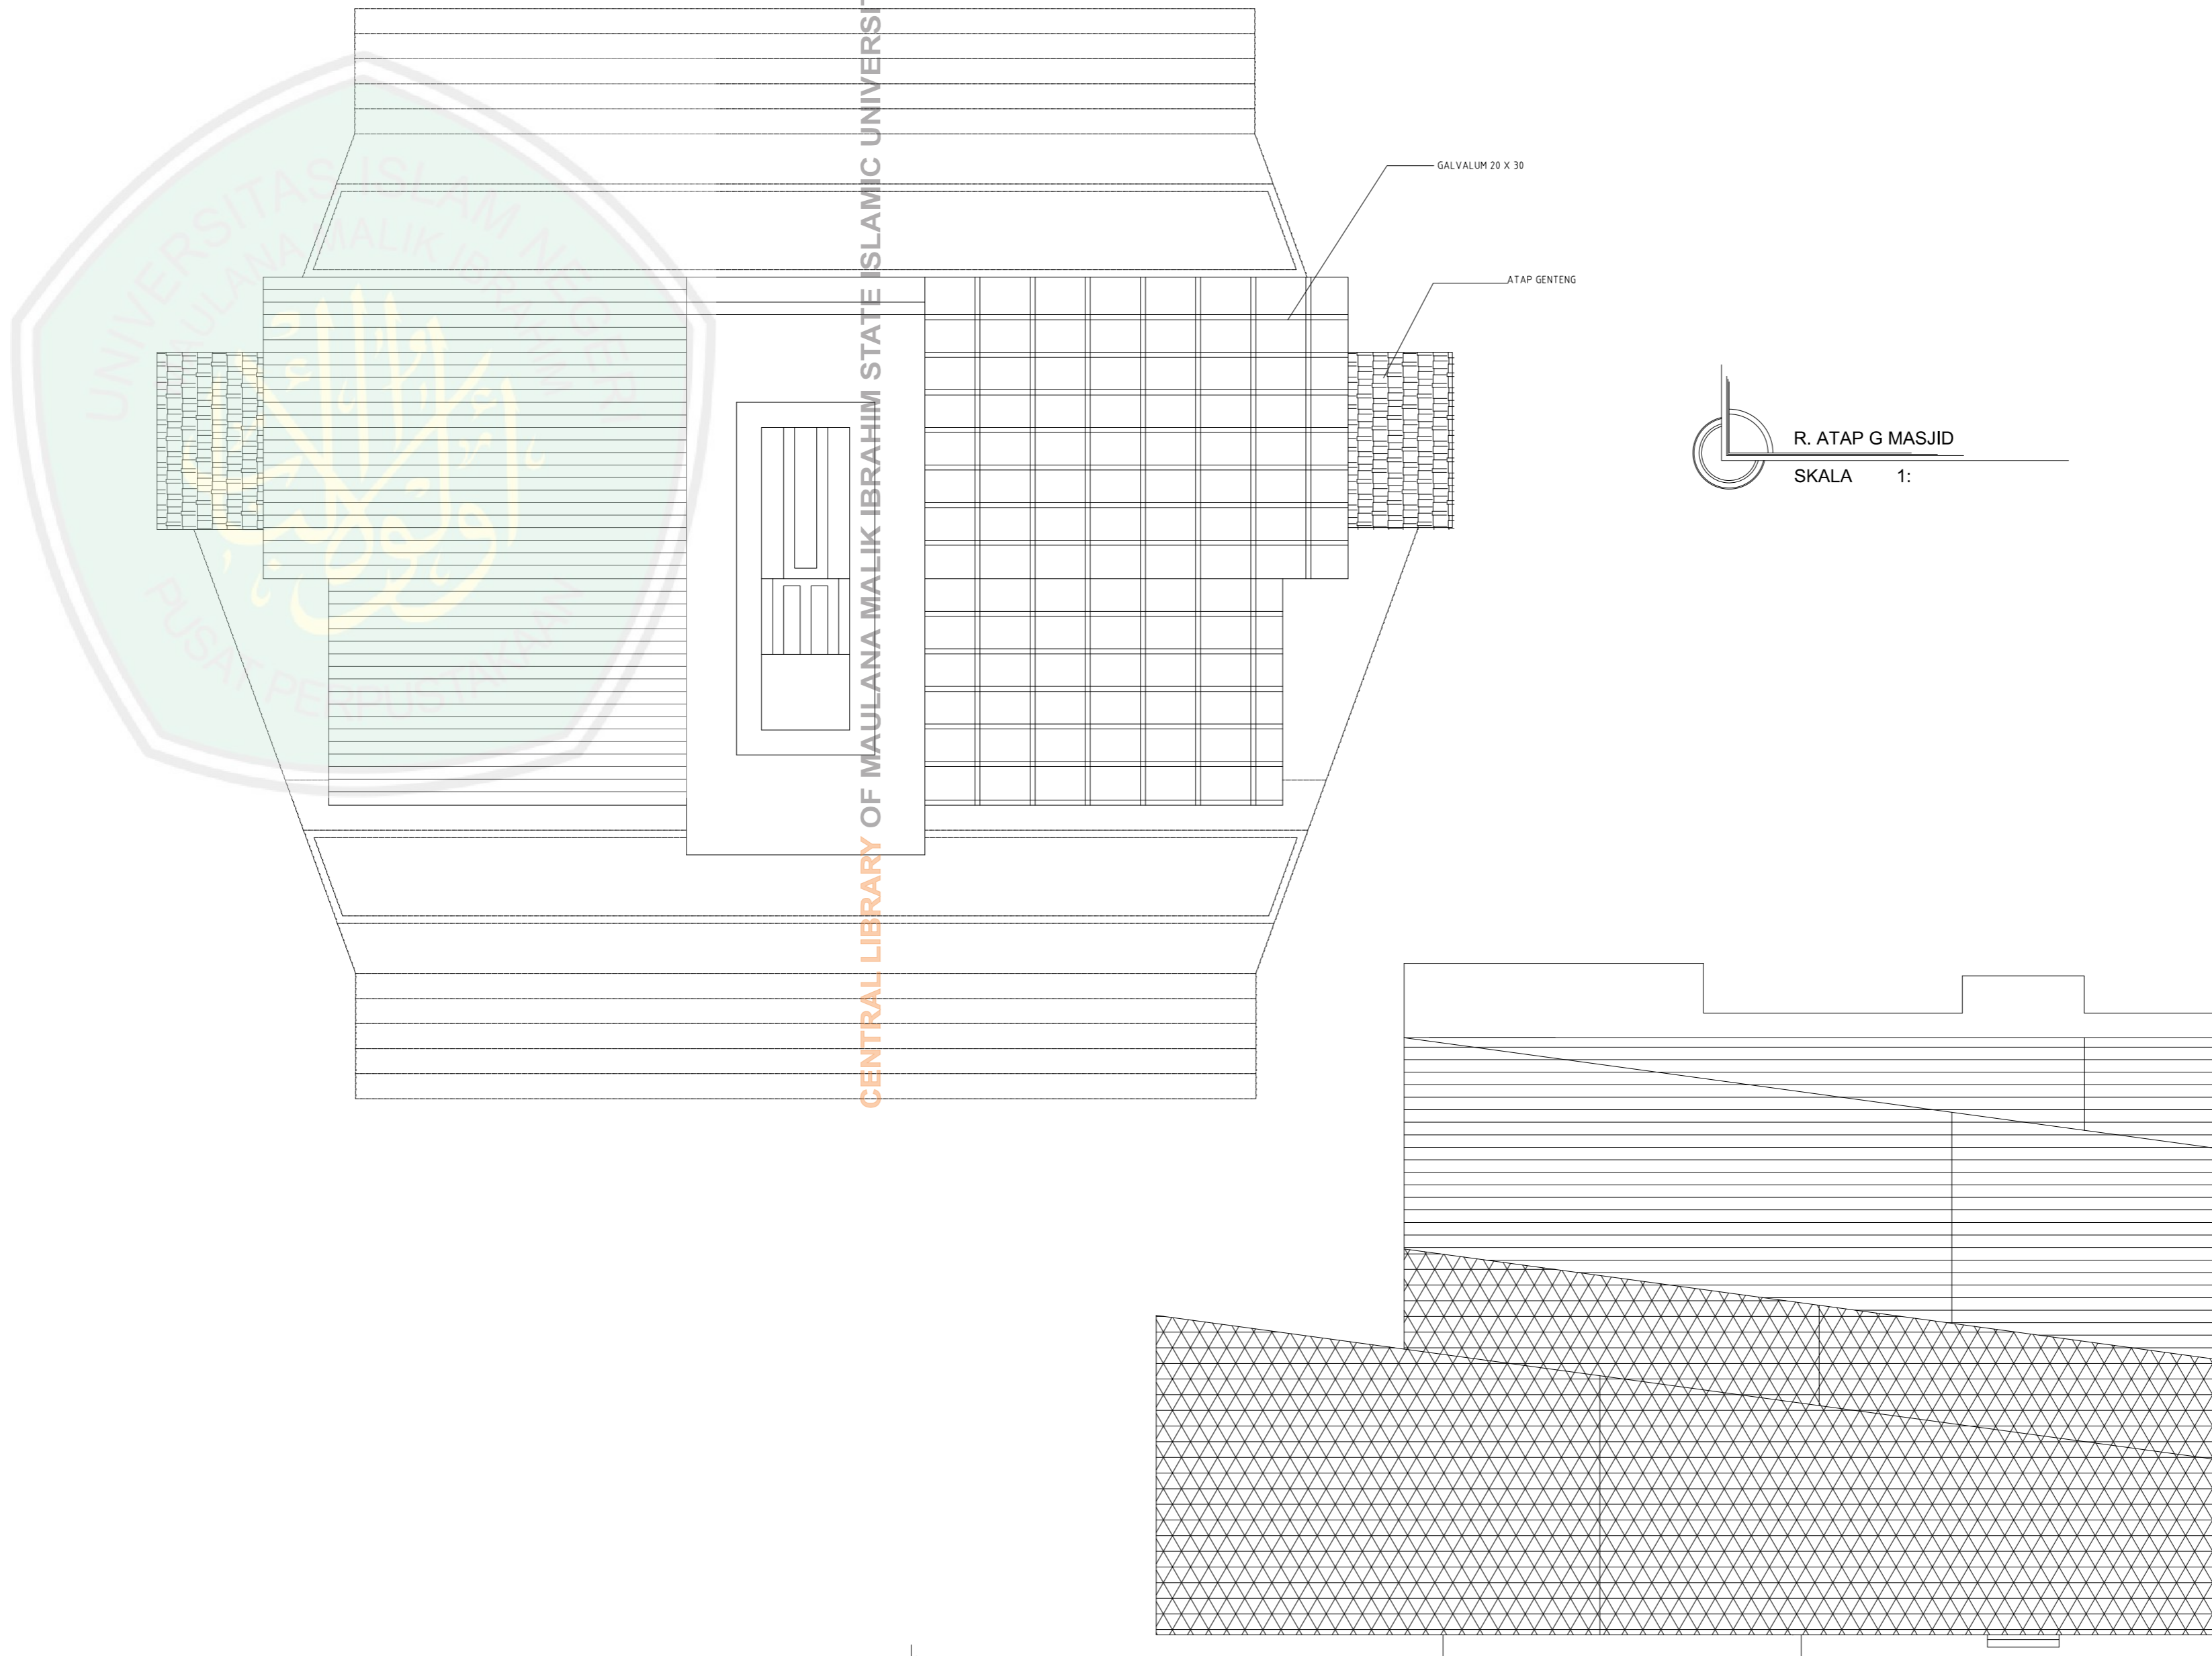 GALVALUM 20 X 30
ATAP GENTENG
R. ATAP G MASJID
SKALA 1:
UNIVERSITAS ISLAM NEGERI
MAULANA MALIK IBRAHIM
PUSAT PERPUSTAKAAN
CENTRAL LIBRARY OF MAULANA MALIK IBRAHIM STATE ISLAMIC